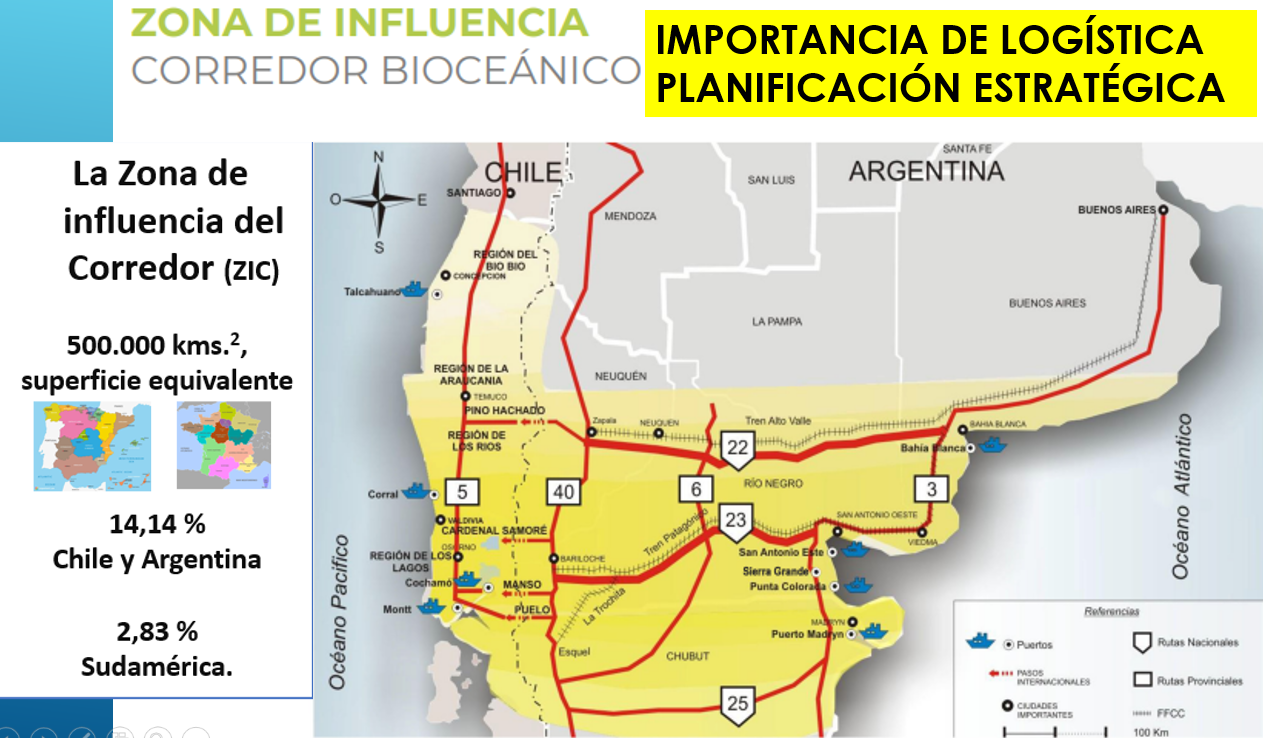 ZONA DE INFLUENCIA
CORREDOR BIOCEÁNICO
IMPORTANCIA DE LOGÍSTICA
PLANIFICACIÓN ESTRATÉGICA
La Zona de
influencia del
Corredor (ZIC)
500.000 kms.²,
superficie equivalente
14,14 %
Chile y Argentina
2,83 %
Sudamérica.
N
O
E
S
CHILE
ARGENTINA
SANTA FE
SAN LUIS
SANTIAGO
MENDOZA
BUENOS AIRES
REGIÓN DEL
BIO BIO
CONCEPCION
Talcahuano
BUENOS AIRES
LA PAMPA
NEUQUÉN
REGIÓN DE LA
ARAUCANIA
TEMUCO
PINO HACHADO
Zapala
NEUQUEN
Tren Alto Valle
BAHIA BLANCA
Bahía Blanca
REGIÓN DE
LOS RIOS
22
RÍO NEGRO
5
40
6
3
Corral
VALDIVIA
CARDENAL SAMORÉ
23
SAN ANTONIO OESTE
VIEDMA
OSORNO
REGIÓN DE LOS
LAGOS
BARILOCHE
Tren Patagónico
San Antonio Este
Sierra Grande
Punta Colorada
Cochamó
MANSO
Montt
PUELO
La Trochita
MADRYN
Puerto Madryn
Esquel
CHUBUT
25
Océano Pacífico
Océano Atlántico
Referencias
Puertos
Rutas Nacionales
PASOS
INTERNACIONALES
Rutas Provinciales
CIUDADES
IMPORTANTES
FFCC
100 Km